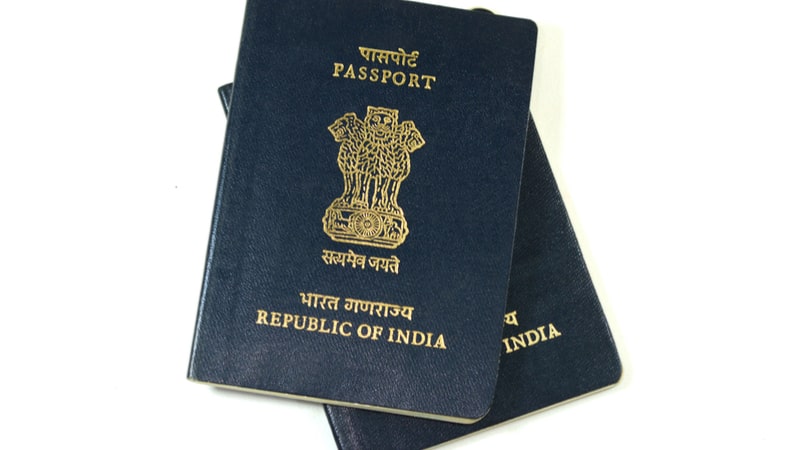 पासपोर्ट
PASSPORT
सत्यमेव जयते
भारत गणराज्य
REPUBLIC OF INDIA
INDIA